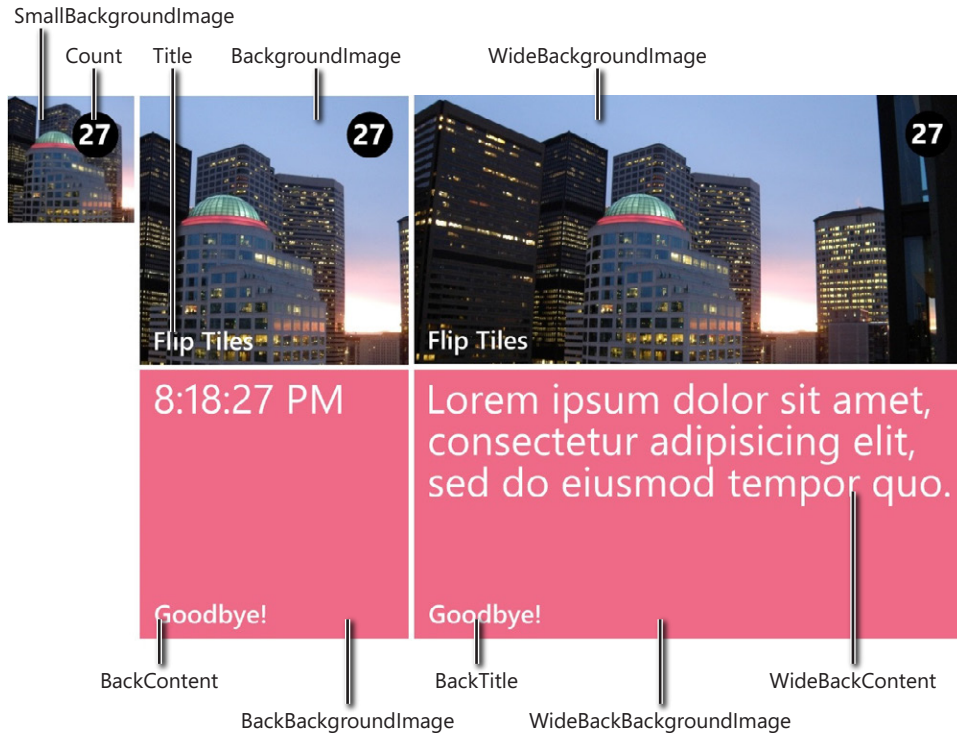 SmallBackgroundImage
Count Title BackgroundImage WideBackgroundImage
27 27 27
Flip Tiles Flip Tiles
8:18:27 PM
Lorem ipsum dolor sit amet,
consectetur adipisicing elit,
sed do eiusmod tempor quo.
Goodbye! Goodbye!
BackContent BackTitle WideBackContent
BackBackgroundImage WideBackBackgroundImage